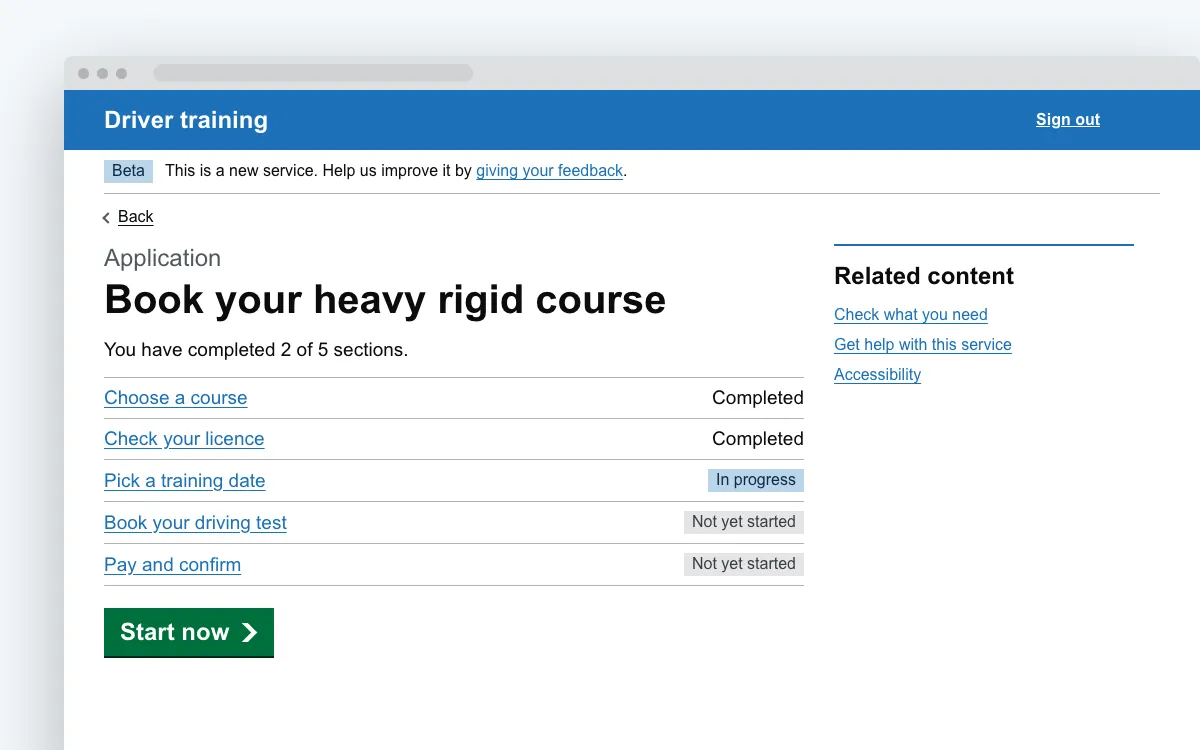 Driver training
Sign out
Beta This is a new service. Help us improve it by giving your feedback.
Back
Application
Book your heavy rigid course
You have completed 2 of 5 sections.
Choose a course Completed
Check your licence Completed
Pick a training date In progress
Book your driving test Not yet started
Pay and confirm Not yet started
Start now
Related content
Check what you need
Get help with this service
Accessibility